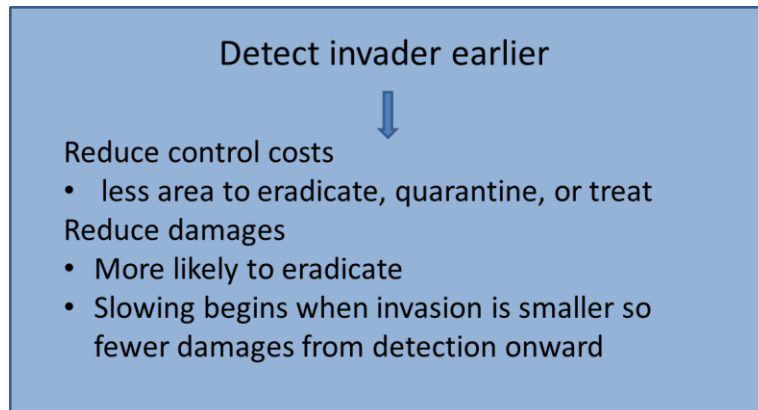 Detect invader earlier
Reduce control costs
• less area to eradicate, quarantine, or treat
Reduce damages
• More likely to eradicate
• Slowing begins when invasion is smaller so
fewer damages from detection onward